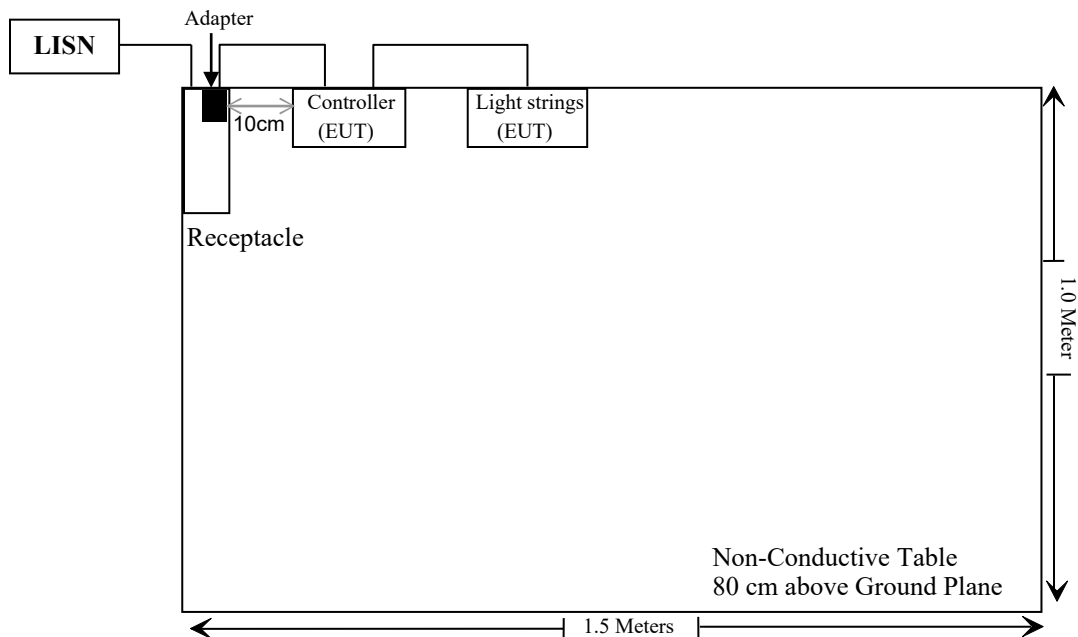 Adapter
LISN
Controller
(EUT)
Light strings
(EUT)
10cm
Receptacle
1.0 Meter
Non-Conductive Table
80 cm above Ground Plane
1.5 Meters